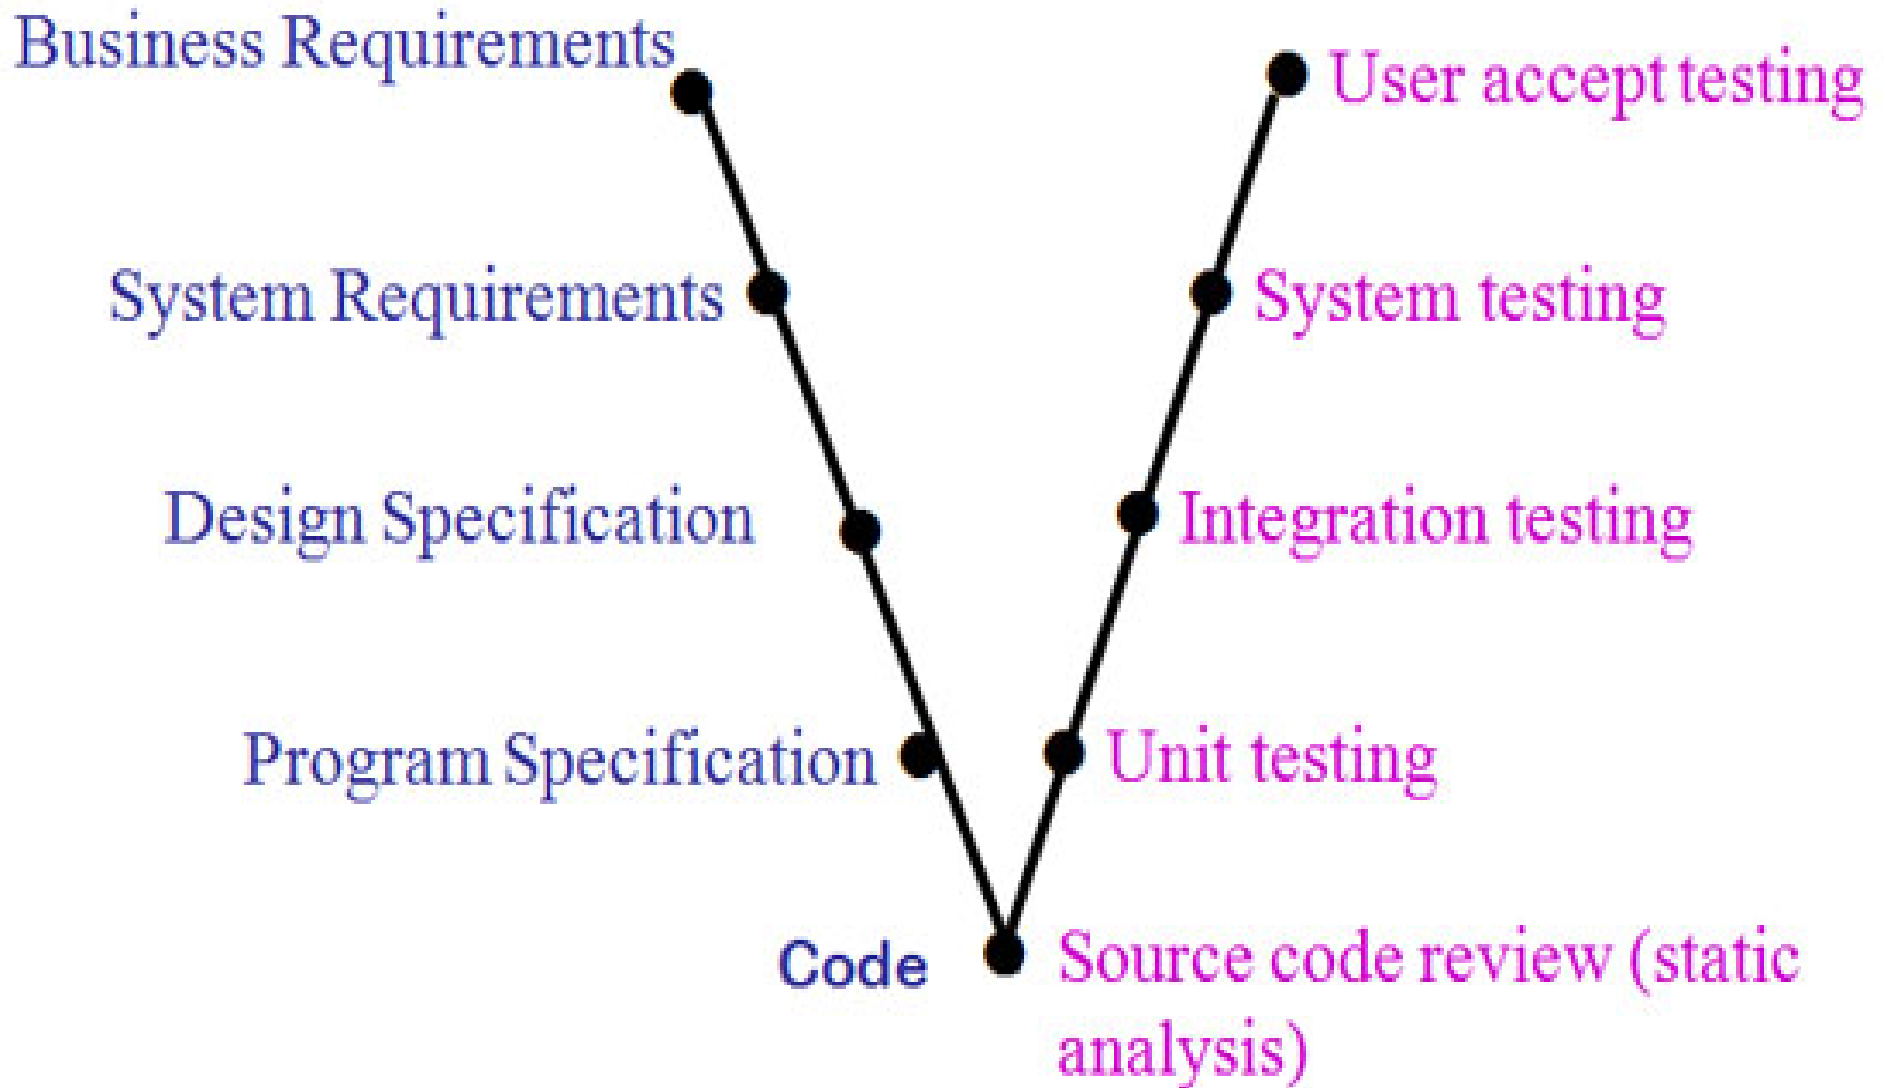 Business Requirements
User accept testing
System Requirements
System testing
Design Specification
Integration testing
Program Specification
Unit testing
Code
Source code review (static
analysis)